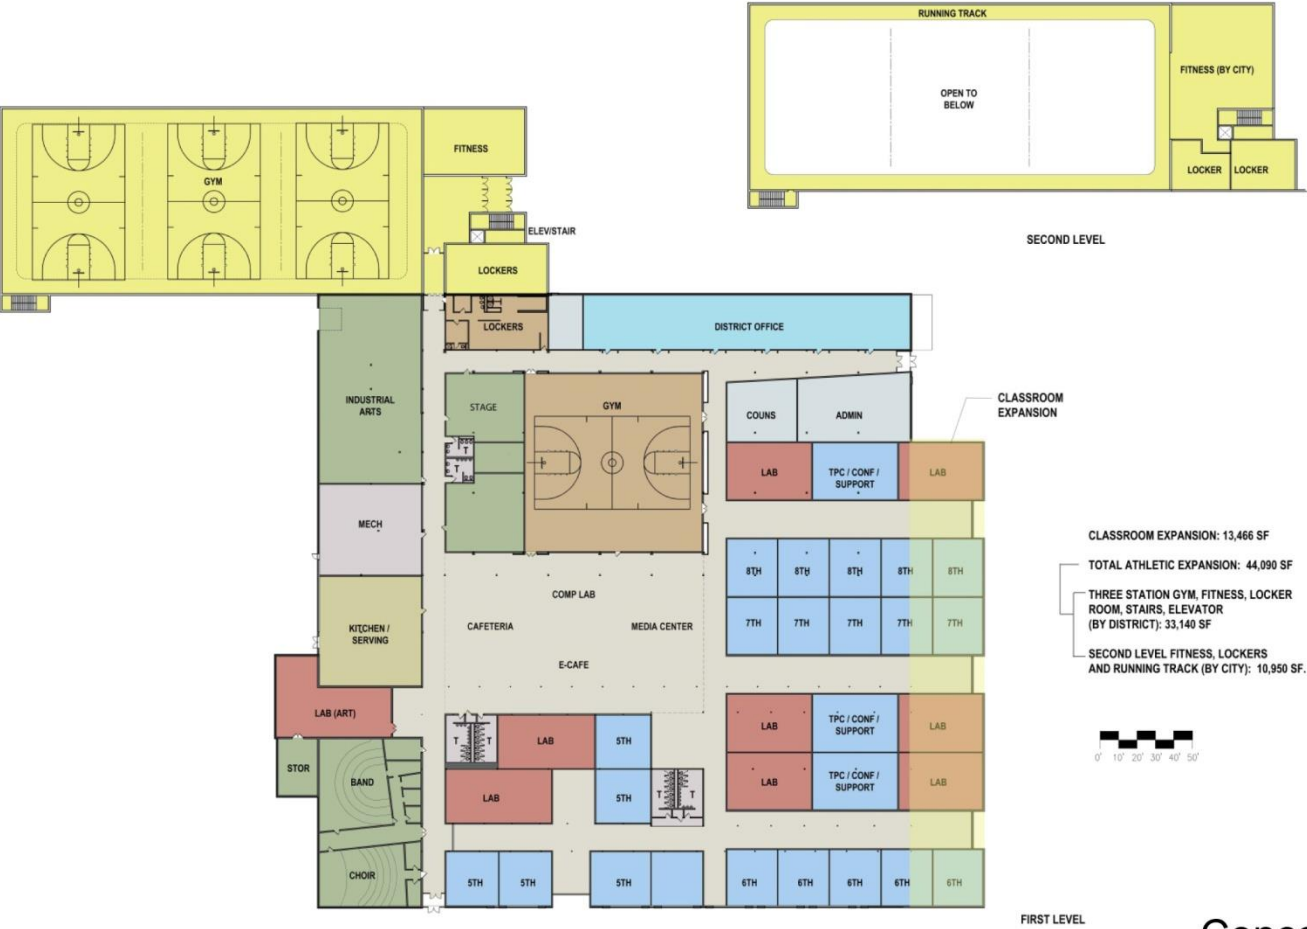 RUNNING TRACK
FITNESS (BY CITY)
OPEN TO
BELOW
LOCKER
LOCKER
SECOND LEVEL
FITNESS
GYM
ELEV/STAIR
LOCKERS
LOCKERS
DISTRICT OFFICE
INDUSTRIAL
ARTS
STAGE
GYM
COUNS
ADMIN
CLASSROOM
EXPANSION
T
T
LAB
TPC / CONF /
SUPPORT
LAB
MECH
CLASSROOM EXPANSION: 13,466 SF
TOTAL ATHLETIC EXPANSION: 44,090 SF
THREE STATION GYM, FITNESS, LOCKER
ROOM, STAIRS, ELEVATOR
(BY DISTRICT): 33,140 SF
SECOND LEVEL FITNESS, LOCKERS
AND RUNNING TRACK (BY CITY): 10,950 SF.
8TH 8TH 8TH 8TH 8TH
7TH 7TH 7TH 7TH 7TH
COMP LAB
CAFETERIA
MEDIA CENTER
E-CAFE
KITCHEN /
SERVING
LAB (ART)
T T
LAB
5TH
LAB
TPC / CONF /
SUPPORT
LAB
STOR
BAND
LAB
5TH
T T
LAB
TPC / CONF /
SUPPORT
LAB
0' 10' 20' 30' 40' 50'
CHOIR
5TH 5TH 5TH
6TH 6TH 6TH 6TH 6TH
FIRST LEVEL